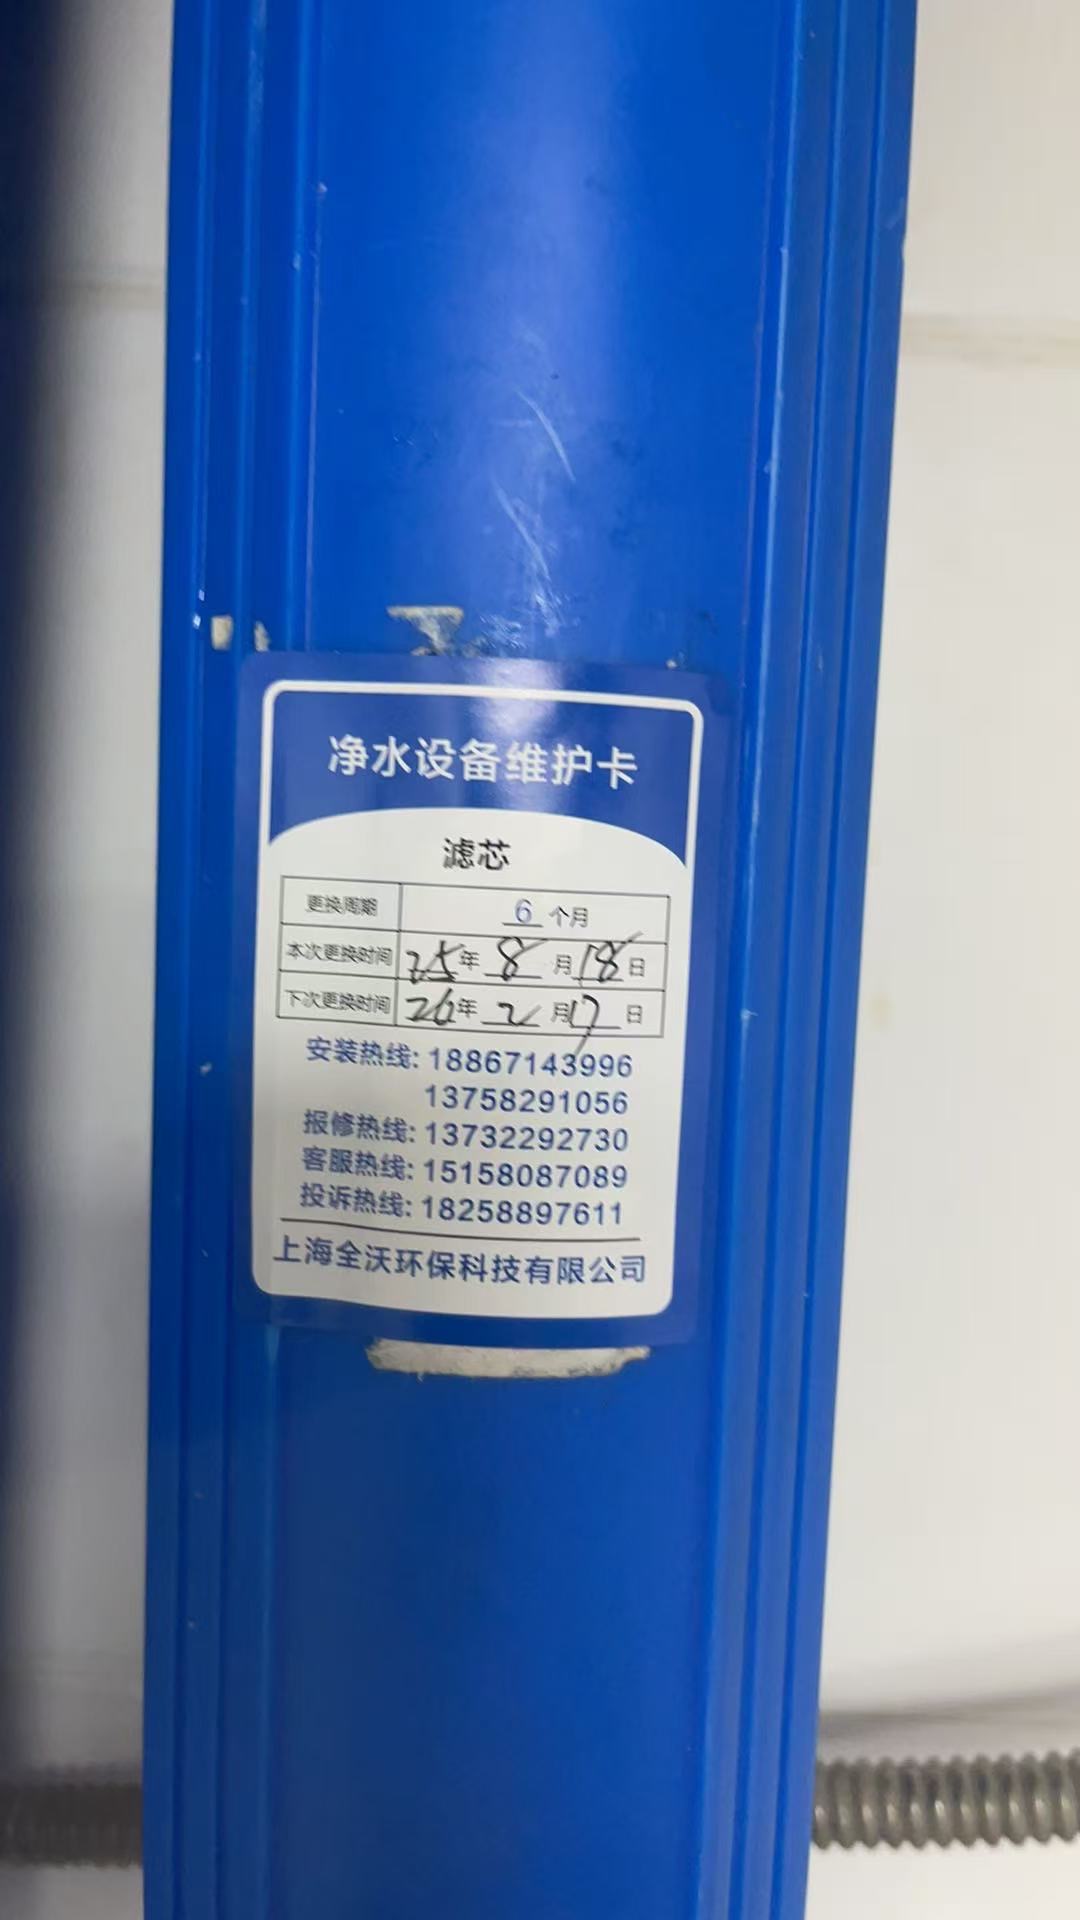 净水设备维护卡
滤芯
更换周期 6 个月
本次更换时间 25年 8 月 18 日
下次更换时间 26年 2 月 17 日
安装热线: 18867143996
13758291056
报修热线: 13732292730
客服热线: 15158087089
投诉热线: 18258897611
上海全沃环保科技有限公司